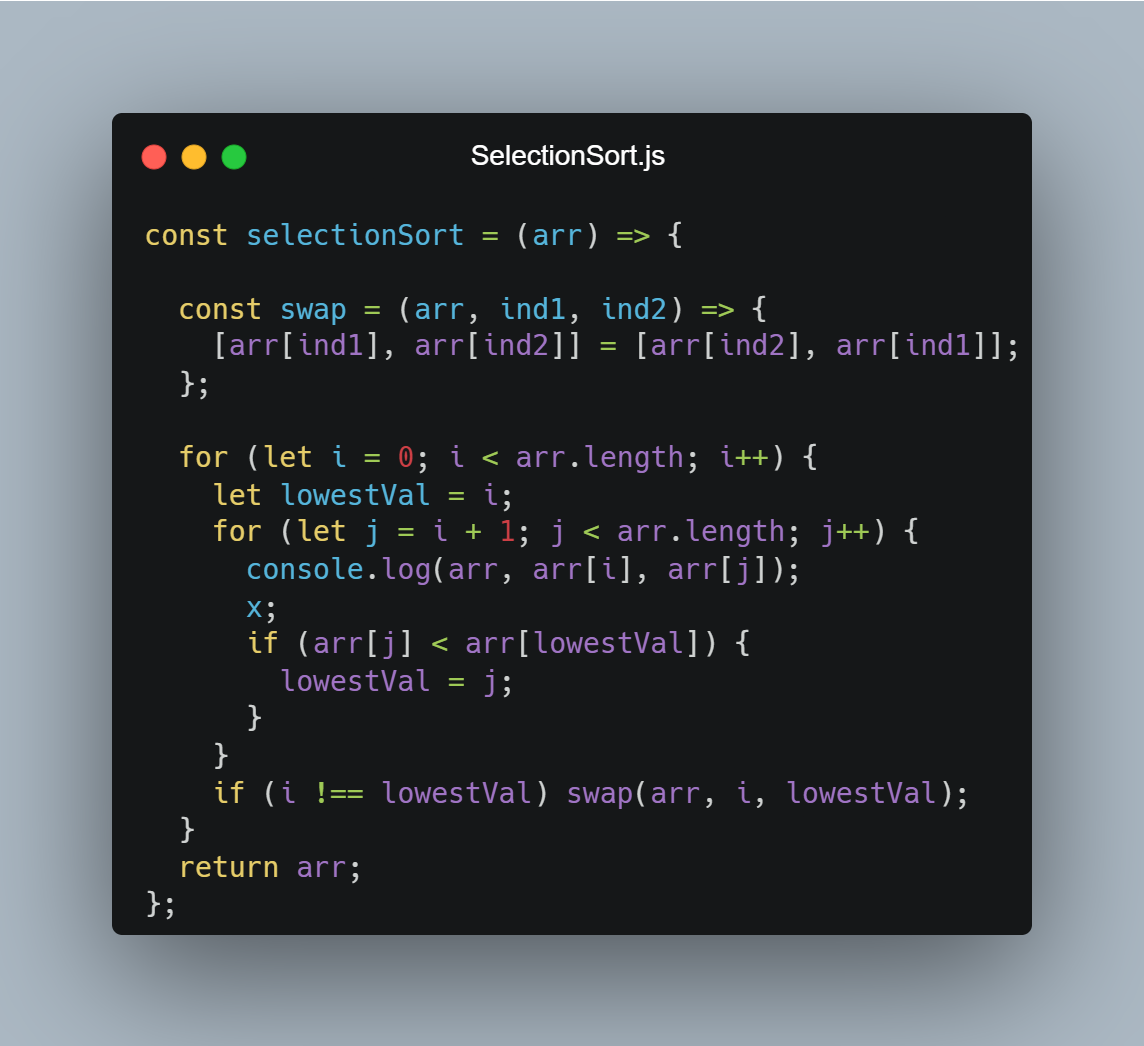 SelectionSort.js
const selectionSort = (arr) => {
  const swap = (arr, ind1, ind2) => {
    [arr[ind1], arr[ind2]] = [arr[ind2], arr[ind1]];
  };
  for (let i = 0; i < arr.length; i++) {
    let lowestVal = i;
    for (let j = i + 1; j < arr.length; j++) {
      console.log(arr, arr[i], arr[j]);
      x;
      if (arr[j] < arr[lowestVal]) {
        lowestVal = j;
      }
    }
    if (i !== lowestVal) swap(arr, i, lowestVal);
  }
  return arr;
};